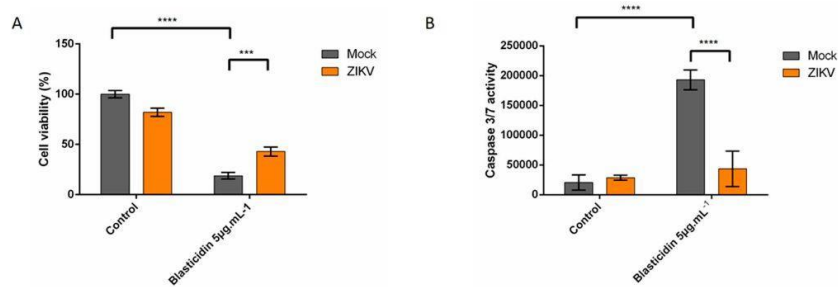 A
****
***
150
100
50
0
Cell viability (%)
Control
Blasticidin 5µg.mL-1
Mock
ZIKV
B
****
****
250000
200000
150000
100000
50000
0
Caspase 3/7 activity
Control
Blasticidin 5µg.mL⁻¹
Mock
ZIKV